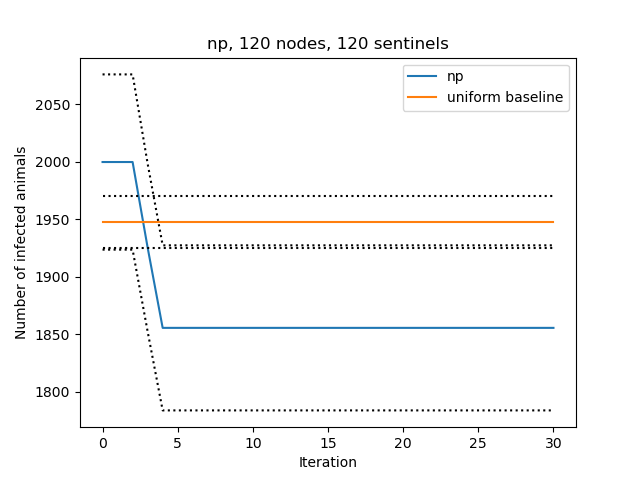 np, 120 nodes, 120 sentinels
np
uniform baseline
Number of infected animals
2050
2000
1950
1900
1850
1800
0 5 10 15 20 25 30
Iteration